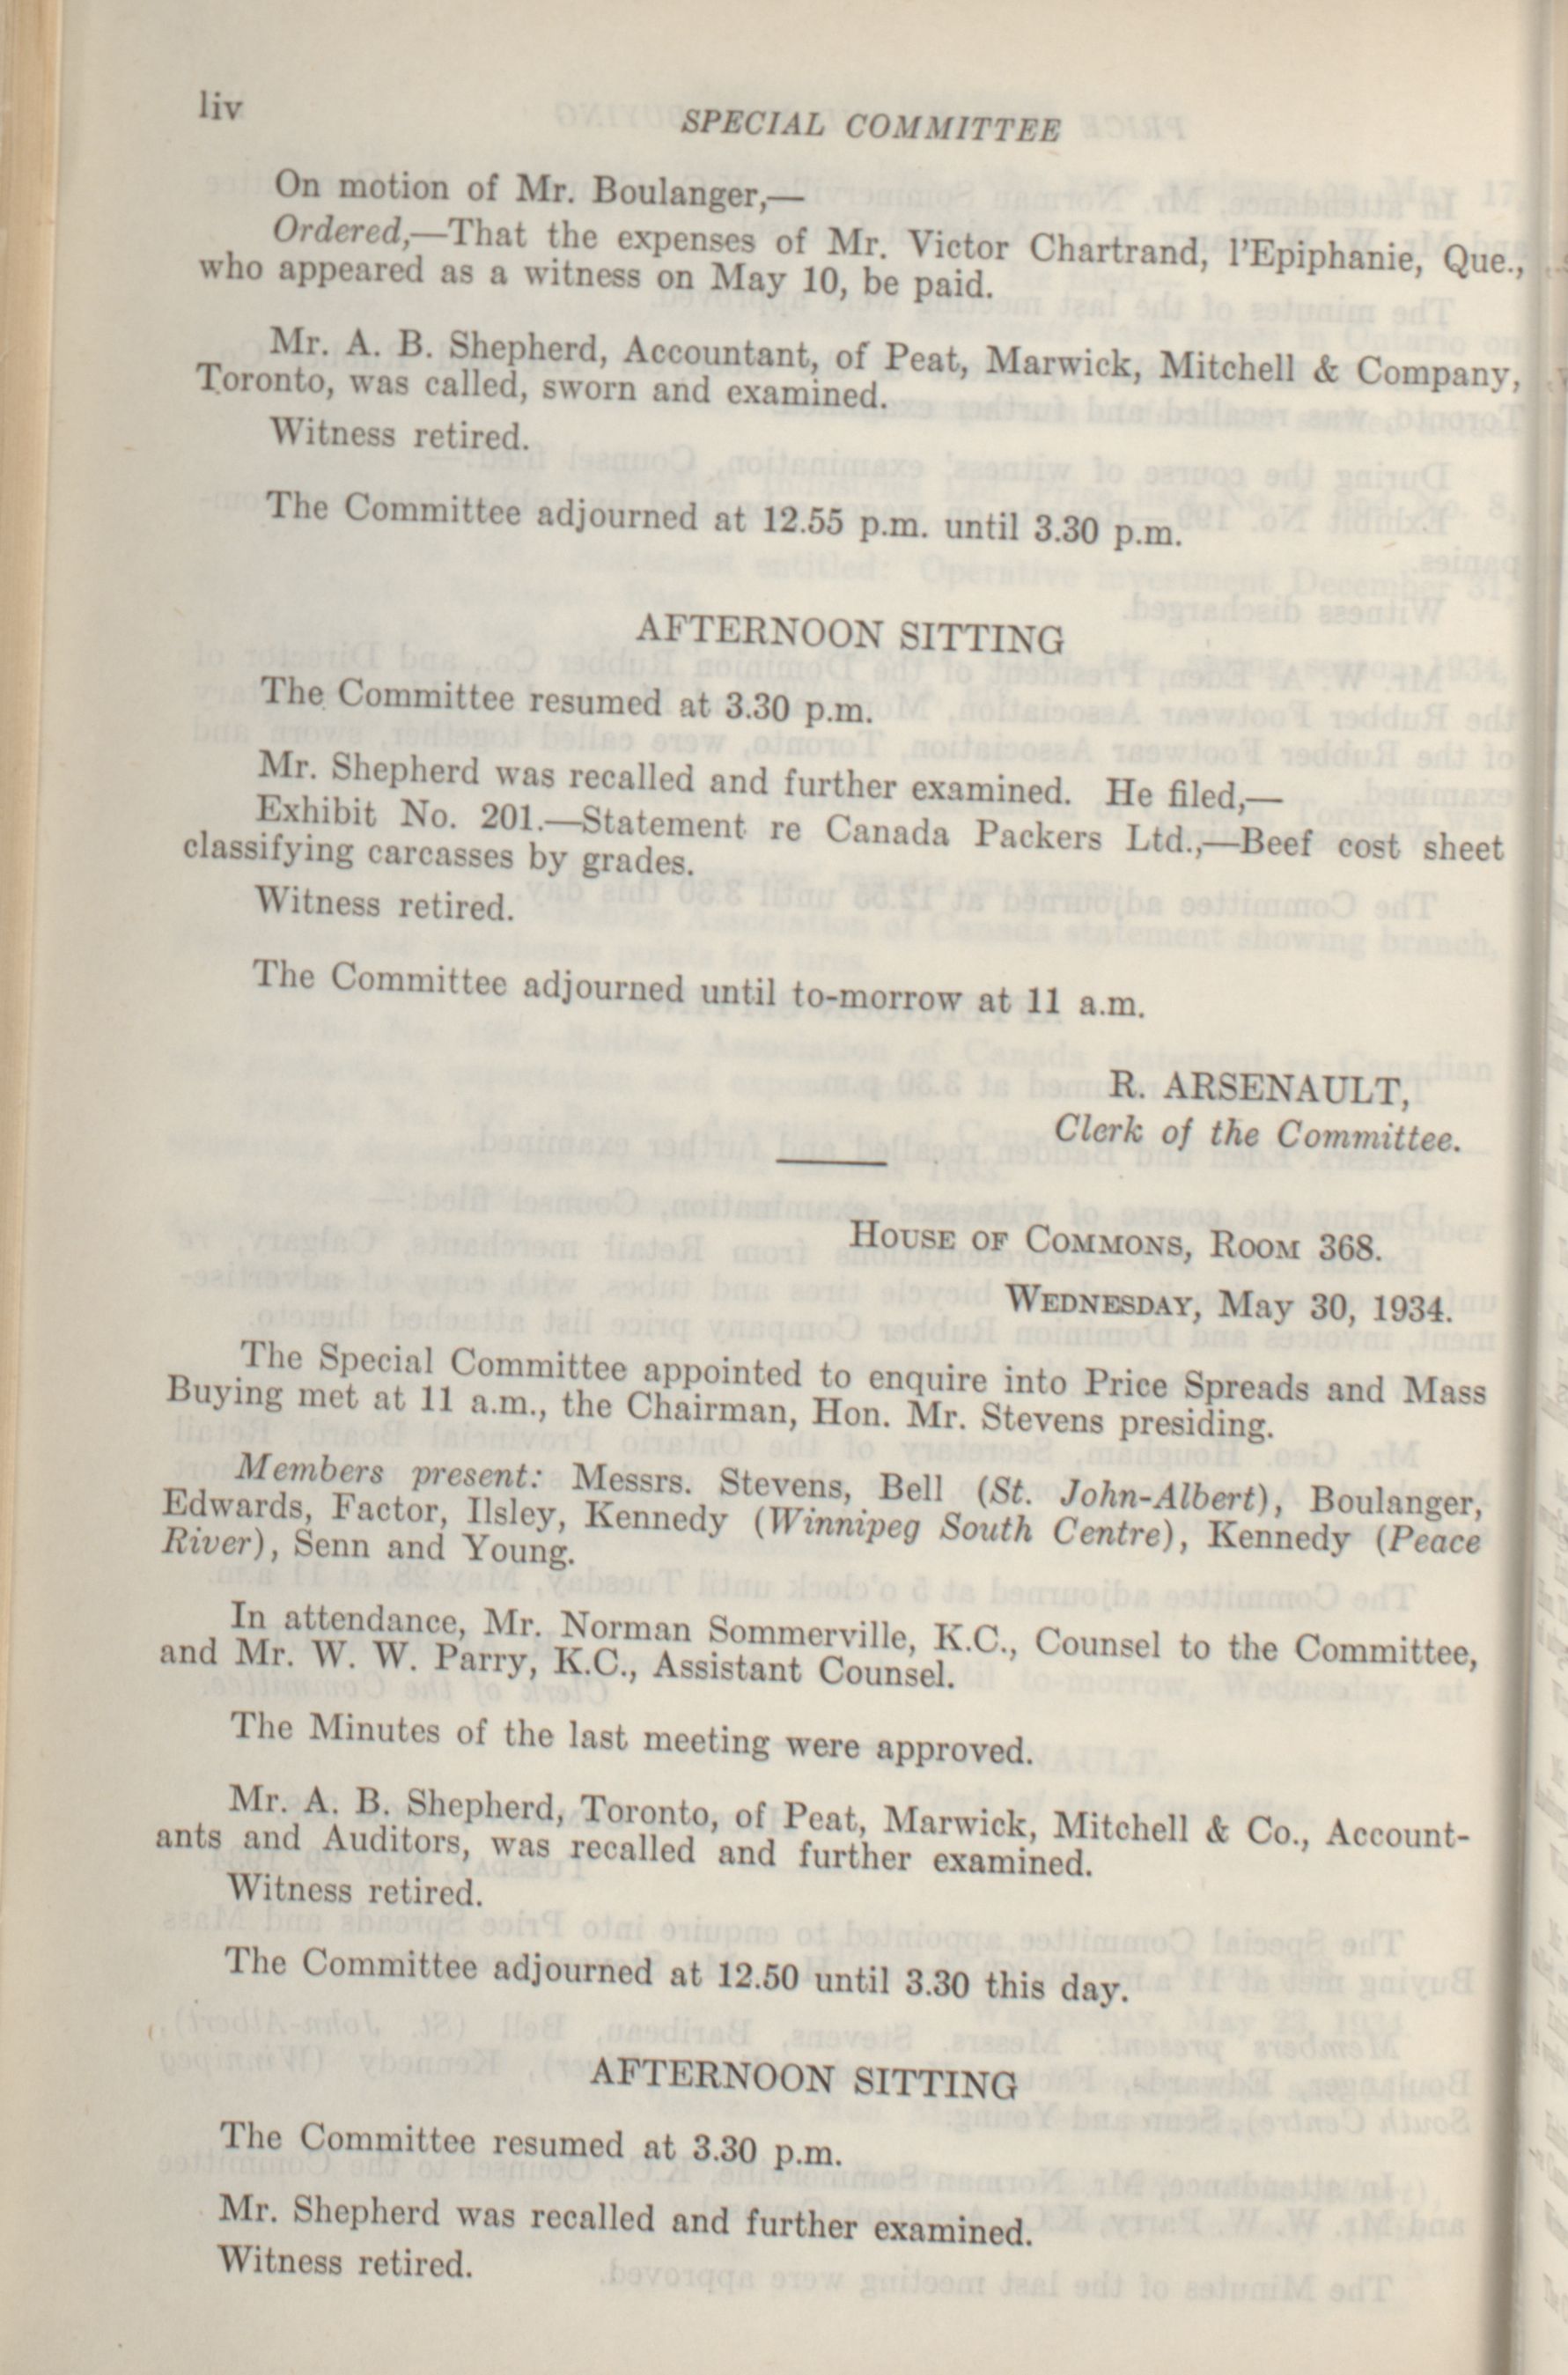 liv
SPECIAL COMMITTEE
On motion of Mr. Boulanger,—
Ordered,—That the expenses of Mr. Victor Chartrand, l'Epiphanie, Que.,
who appeared as a witness on May 10, be paid.
Mr. A. B. Shepherd, Accountant, of Peat, Marwick, Mitchell & Company,
Toronto, was called, sworn and examined.
Witness retired.
The Committee adjourned at 12.55 p.m. until 3.30 p.m.
AFTERNOON SITTING
The Committee resumed at 3.30 p.m.
Mr. Shepherd was recalled and further examined. He filed,—
Exhibit No. 201.—Statement re Canada Packers Ltd.,—Beef cost sheet
classifying carcasses by grades.
Witness retired.
The Committee adjourned until to-morrow at 11 a.m.
R. ARSENAULT,
Clerk of the Committee.
HOUSE OF COMMONS, ROOM 368.
WEDNESDAY, May 30, 1934.
The Special Committee appointed to enquire into Price Spreads and Mass
Buying met at 11 a.m., the Chairman, Hon. Mr. Stevens presiding.
Members present: Messrs. Stevens, Bell (St. John-Albert), Boulanger,
Edwards, Factor, Ilsley, Kennedy (Winnipeg South Centre), Kennedy (Peace
River), Senn and Young.
In attendance, Mr. Norman Sommerville, K.C., Counsel to the Committee,
and Mr. W. W. Parry, K.C., Assistant Counsel.
The Minutes of the last meeting were approved.
Mr. A. B. Shepherd, Toronto, of Peat, Marwick, Mitchell & Co., Account-
ants and Auditors, was recalled and further examined.
Witness retired.
The Committee adjourned at 12.50 until 3.30 this day.
AFTERNOON SITTING
The Committee resumed at 3.30 p.m.
Mr. Shepherd was recalled and further examined.
Witness retired.